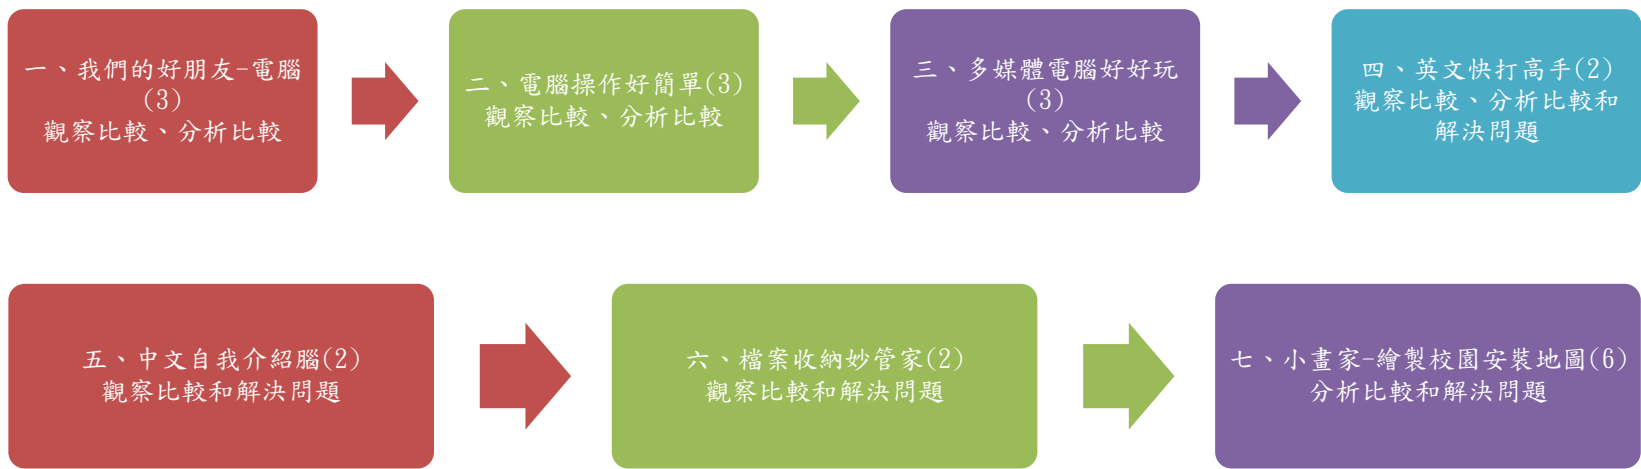 一、我們的好朋友-電腦
(3)
觀察比較、分析比較
二、電腦操作好簡單(3)
觀察比較、分析比較
三、多媒體電腦好好玩
(3)
觀察比較、分析比較
四、英文快打高手(2)
觀察比較、分析比較和
解決問題
五、中文自我介紹腦(2)
觀察比較和解決問題
六、檔案收納妙管家(2)
觀察比較和解決問題
七、小畫家-繪製校園安裝地圖(6)
分析比較和解決問題